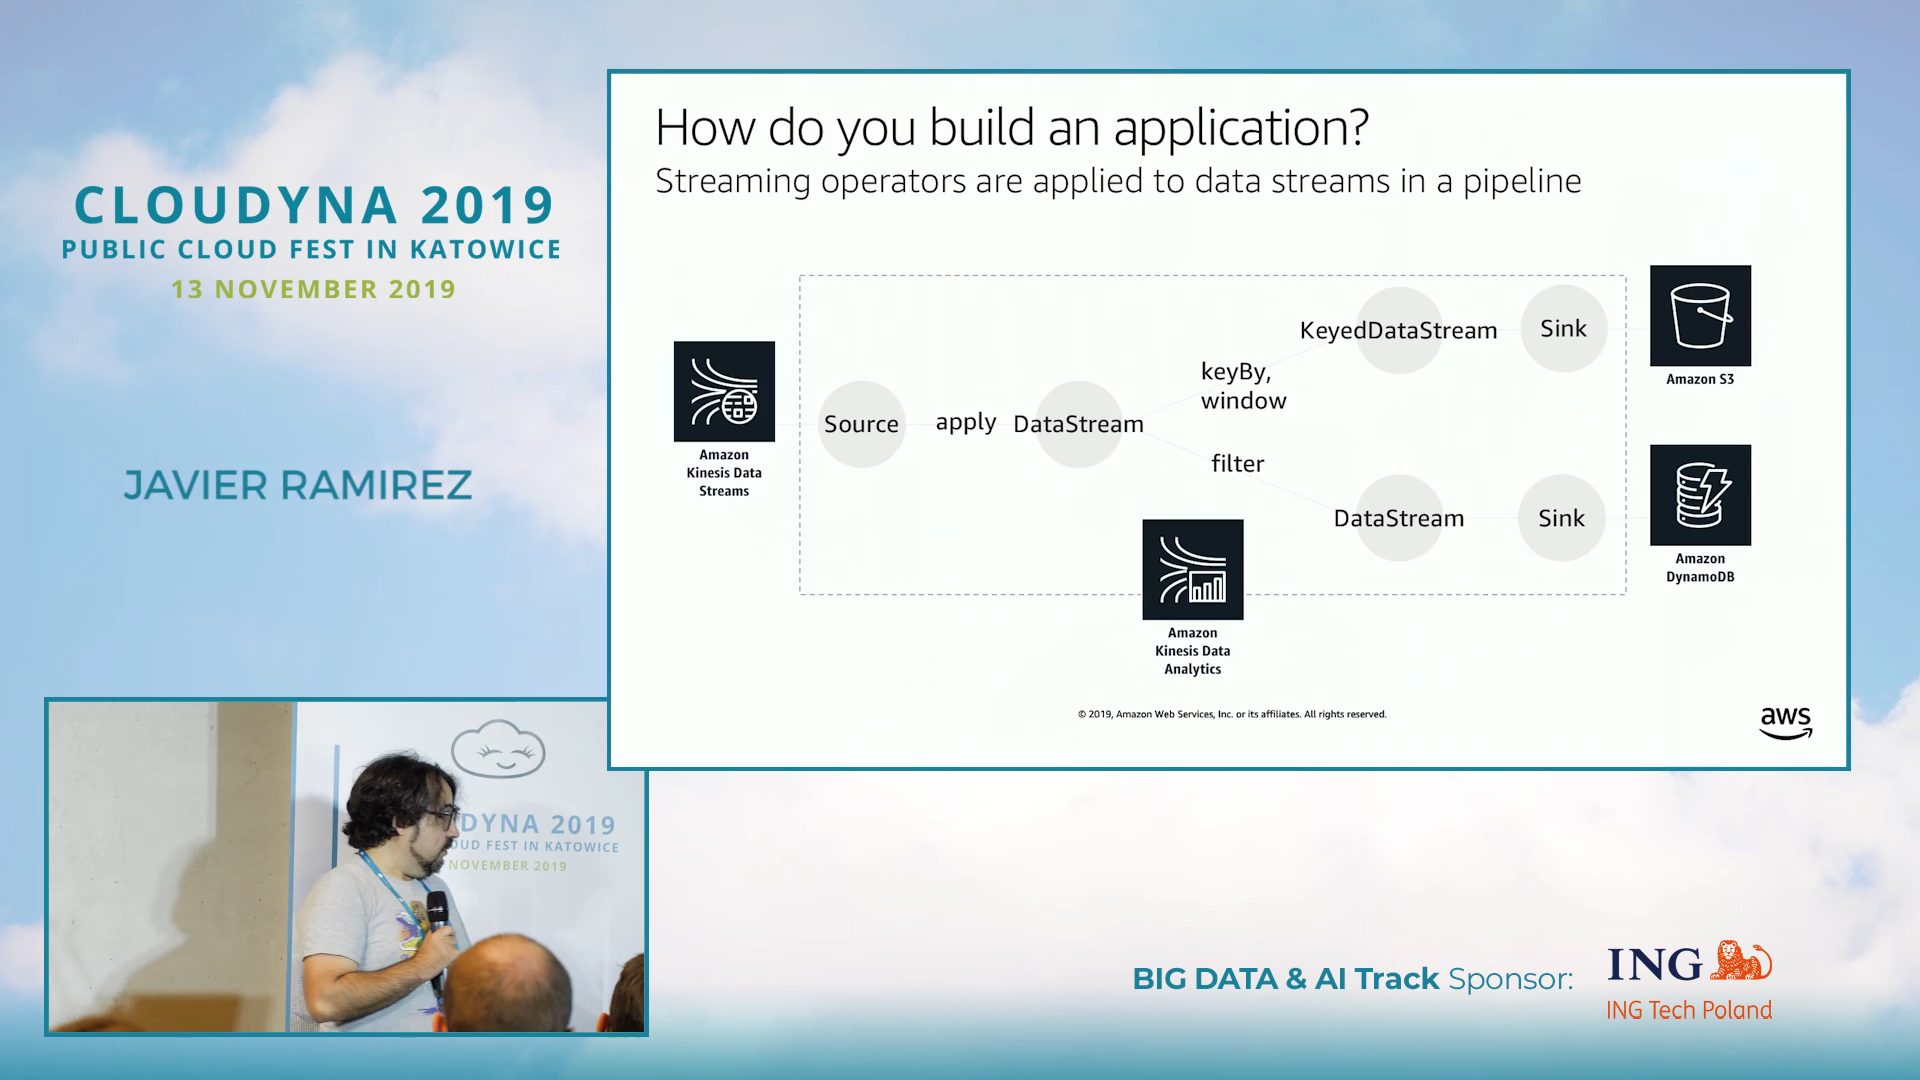 CLOUDYNA 2019
PUBLIC CLOUD FEST IN KATOWICE
13 NOVEMBER 2019
JAVIER RAMIREZ
How do you build an application?
Streaming operators are applied to data streams in a pipeline
Amazon
Kinesis Data
Streams
Source
apply
DataStream
keyBy,
window
filter
KeyedDataStream
Sink
Amazon S3
DataStream
Sink
Amazon
DynamoDB
Amazon
Kinesis Data
Analytics
© 2019, Amazon Web Services, Inc. or its affiliates. All rights reserved.
aws
DYNA 2019
OUD FEST IN KATOWICE
NOVEMBER 2019
BIG DATA & AI Track Sponsor:
ING
ING Tech Poland